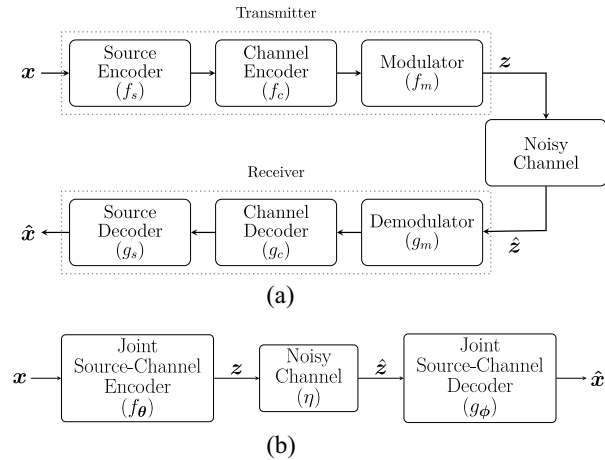 Transmitter
x
Source
Encoder
(f_s)
Channel
Encoder
(f_c)
Modulator
(f_m)
z
Noisy
Channel
Receiver
x̂
Source
Decoder
(g_s)
Channel
Decoder
(g_c)
Demodulator
(g_m)
ẑ
(a)
x
Joint
Source-Channel
Encoder
(f_θ)
z
Noisy
Channel
(η)
ẑ
Joint
Source-Channel
Decoder
(g_ϕ)
x̂
(b)